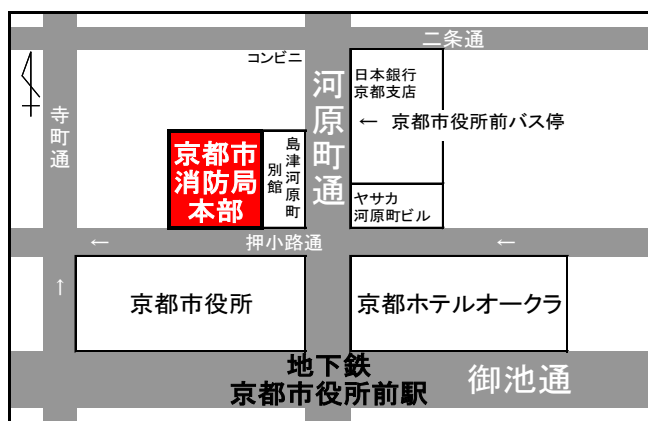 二条通
コンビニ
河原町通
日本銀行
京都支店
← 京都市役所前バス停
寺町通
京都市
消防局
本部
島津河原町
別館
ヤサカ
河原町ビル
← 押小路通 ←
↑
京都市役所
京都ホテルオークラ
地下鉄
京都市役所前駅
御池通